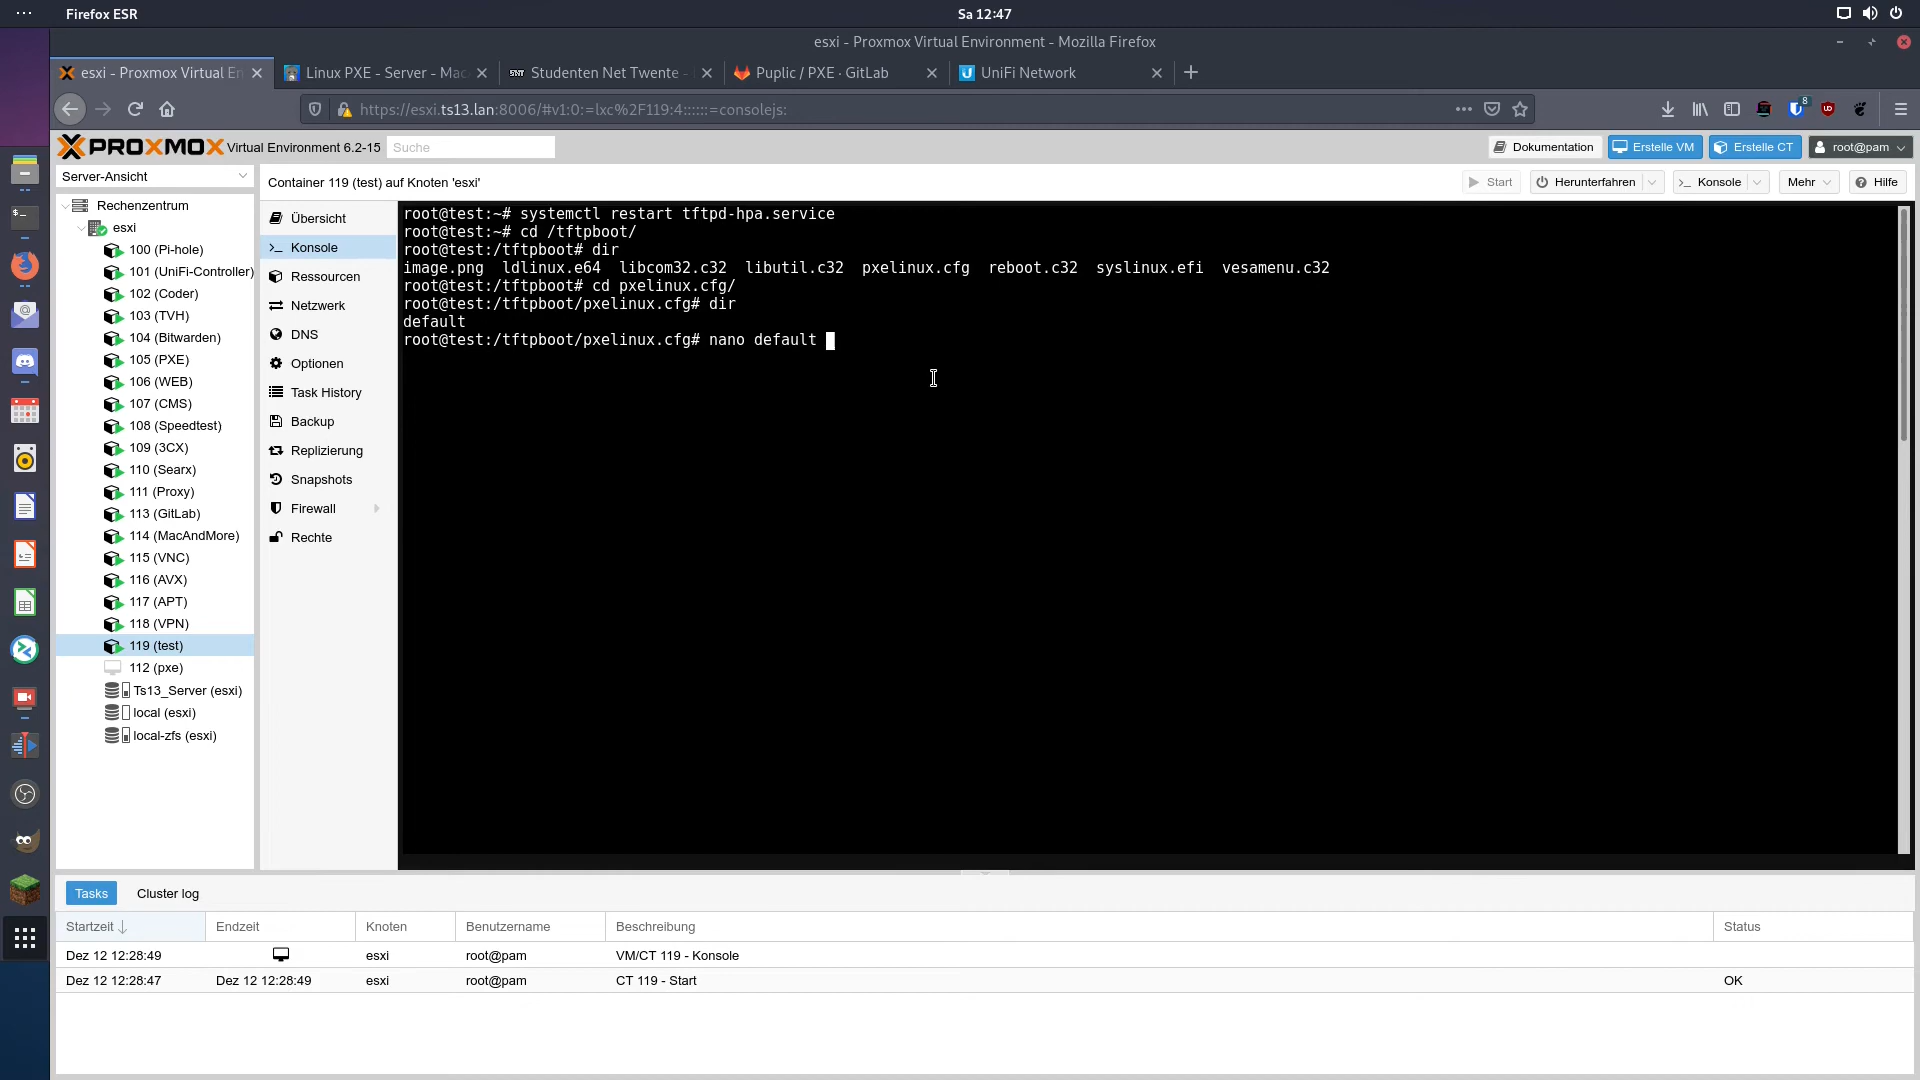 Firefox ESR
Sa 12:47
esxi - Proxmox Virtual Environment - Mozilla Firefox
esxi - Proxmox Virtual En
Linux PXE - Server - Mac
SNT Studenten Net Twente -
Puplic / PXE · GitLab
UniFi Network
https://esxi.ts13.lan:8006/#v1:0:=lxc%2F119:4::::::=consolejs:
8
PROXMOX Virtual Environment 6.2-15
Suche
Dokumentation
Erstelle VM
Erstelle CT
root@pam
Server-Ansicht
Container 119 (test) auf Knoten 'esxi'
Start
Herunterfahren
Konsole
Mehr
Hilfe
Rechenzentrum
esxi
100 (Pi-hole)
101 (UniFi-Controller)
102 (Coder)
103 (TVH)
104 (Bitwarden)
105 (PXE)
106 (WEB)
107 (CMS)
108 (Speedtest)
109 (3CX)
110 (Searx)
111 (Proxy)
113 (GitLab)
114 (MacAndMore)
115 (VNC)
116 (AVX)
117 (APT)
118 (VPN)
119 (test)
112 (pxe)
Ts13_Server (esxi)
local (esxi)
local-zfs (esxi)
Übersicht
Konsole
Ressourcen
Netzwerk
DNS
Optionen
Task History
Backup
Replizierung
Snapshots
Firewall
Rechte
root@test:~# systemctl restart tftpd-hpa.service
root@test:~# cd /tftpboot/
root@test:/tftpboot# dir
image.png  ldlinux.e64  libcom32.c32  libutil.c32  pxelinux.cfg  reboot.c32  syslinux.efi  vesamenu.c32
root@test:/tftpboot# cd pxelinux.cfg/
root@test:/tftpboot/pxelinux.cfg# dir
default
root@test:/tftpboot/pxelinux.cfg# nano default
Tasks
Cluster log
Startzeit
Endzeit
Knoten
Benutzername
Beschreibung
Status
Dez 12 12:28:49
esxi
root@pam
VM/CT 119 - Konsole
Dez 12 12:28:47
Dez 12 12:28:49
esxi
root@pam
CT 119 - Start
OK